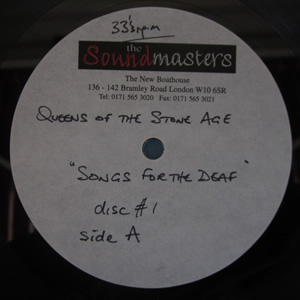 33⅓rpm
the
Soundmasters
The New Boathouse
136 - 142 Bramley Road London W10 6SR
Tel: 0171 565 3020 Fax: 0171 565 3021
QUEENS OF THE STONE AGE
"SONGS FOR THE DEAF"
disc #1
side A